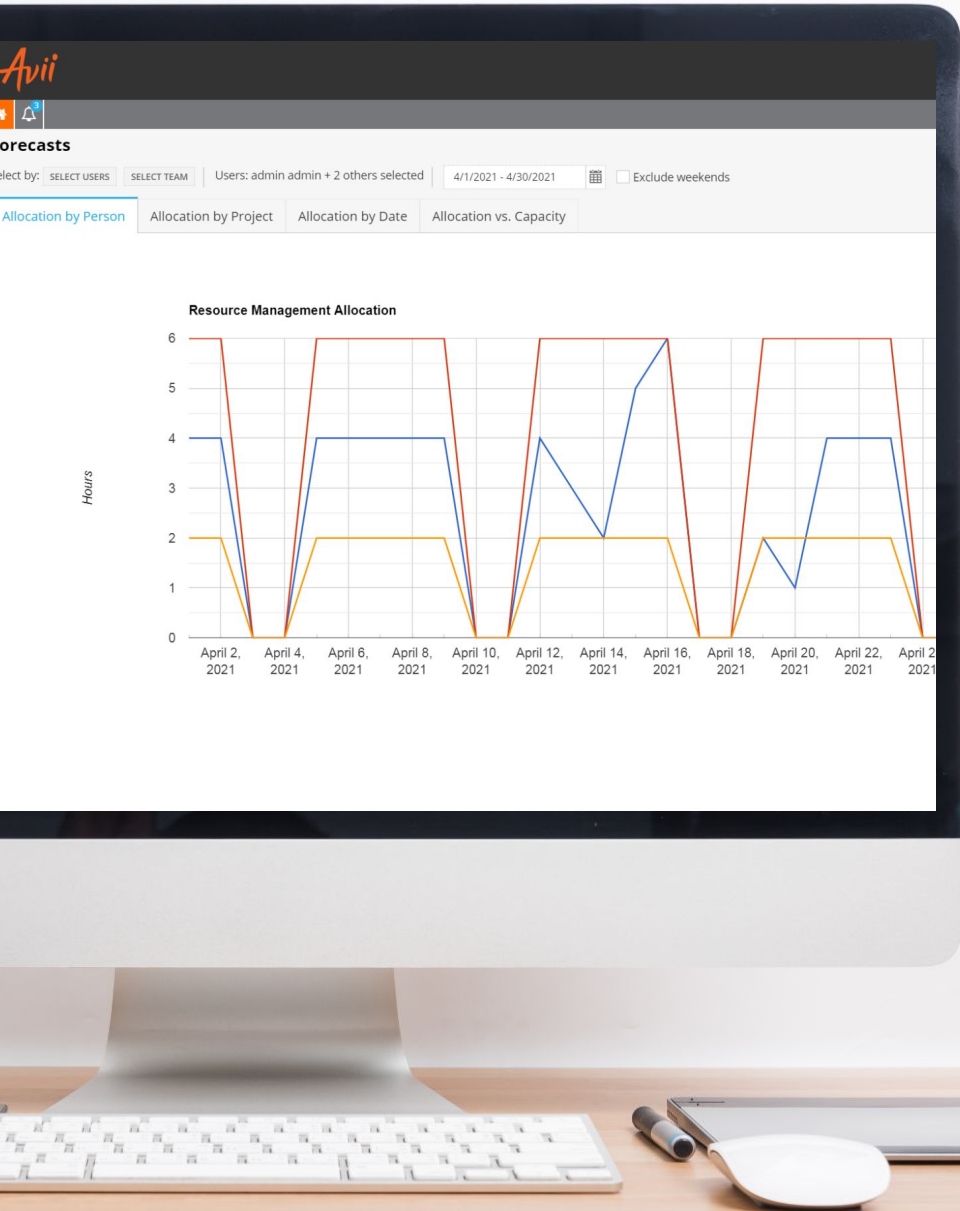 Avii
3
orecasts
elect by: SELECT USERS SELECT TEAM Users: admin admin + 2 others selected 4/1/2021 - 4/30/2021 Exclude weekends
Allocation by Person Allocation by Project Allocation by Date Allocation vs. Capacity
Resource Management Allocation
6
5
4
3
2
1
0
Hours
April 2, April 4, April 6, April 8, April 10, April 12, April 14, April 16, April 18, April 20, April 22, April 2
2021 2021 2021 2021 2021 2021 2021 2021 2021 2021 2021 2021